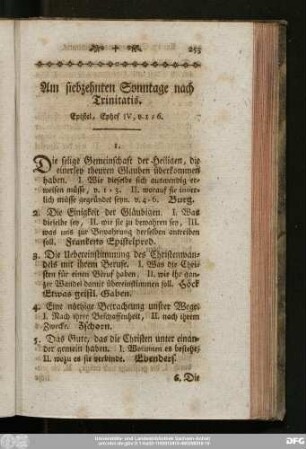 253
Am siebzehnten Sonntage nach
Trinitatis.
Epistel. Ephes IV, v. 1-6.
1.
Die selige Gemeinschaft der Heiligen, die
einerley theuren Glauben überkommen
haben. I. Wie dieselbe sich auswendig er-
weisen müsse, v. 1-3. II. worauf sie inner-
lich müsse gegründet seyn. v. 4-6. Burg.
2. Die Einigkeit der Gläubigen. I. Was
dieselbe sey, II. wie sie zu bewahren sey, III.
was uns zur Bewahrung derselben antreiben
soll. Frankens Epistelpred.
3. Die Uebereinstimmung des Christenwan-
dels mit ihrem Berufe. I. Was die Chri-
sten für einen Beruf haben, II. wie ihr gan-
zer Wandel damit übereinstimmen soll. Höck
Etwas geistl. Gaben.
4. Eine nöthige Betrachtung unsrer Wege
I. Nach ihrer Beschaffenheit, II. nach ihrem
Zwecke. Zschorn.
5. Das Gute, das die Christen unter einan-
der gemein haben. I. Worinnen es bestehe,
II. wozu es sie verbinde. Ebenders.
6. Die